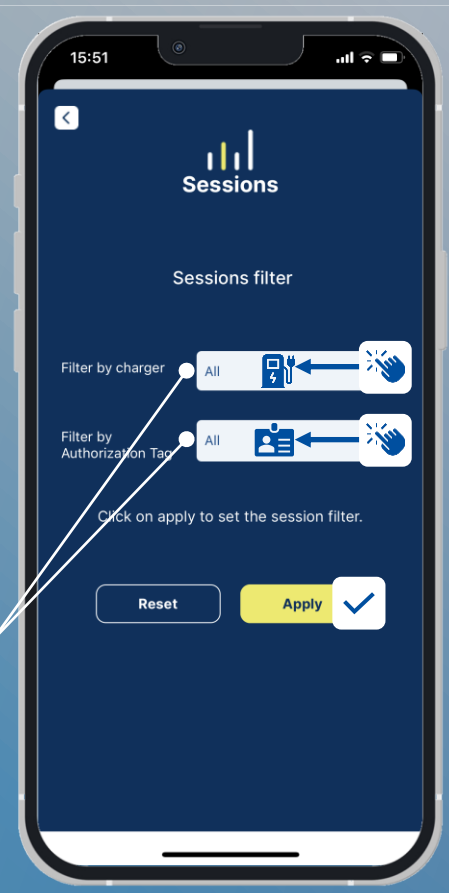 15:51
Sessions
Sessions filter
Filter by charger
All
Filter by
Authorization Tag
All
Click on apply to set the session filter.
Reset
Apply